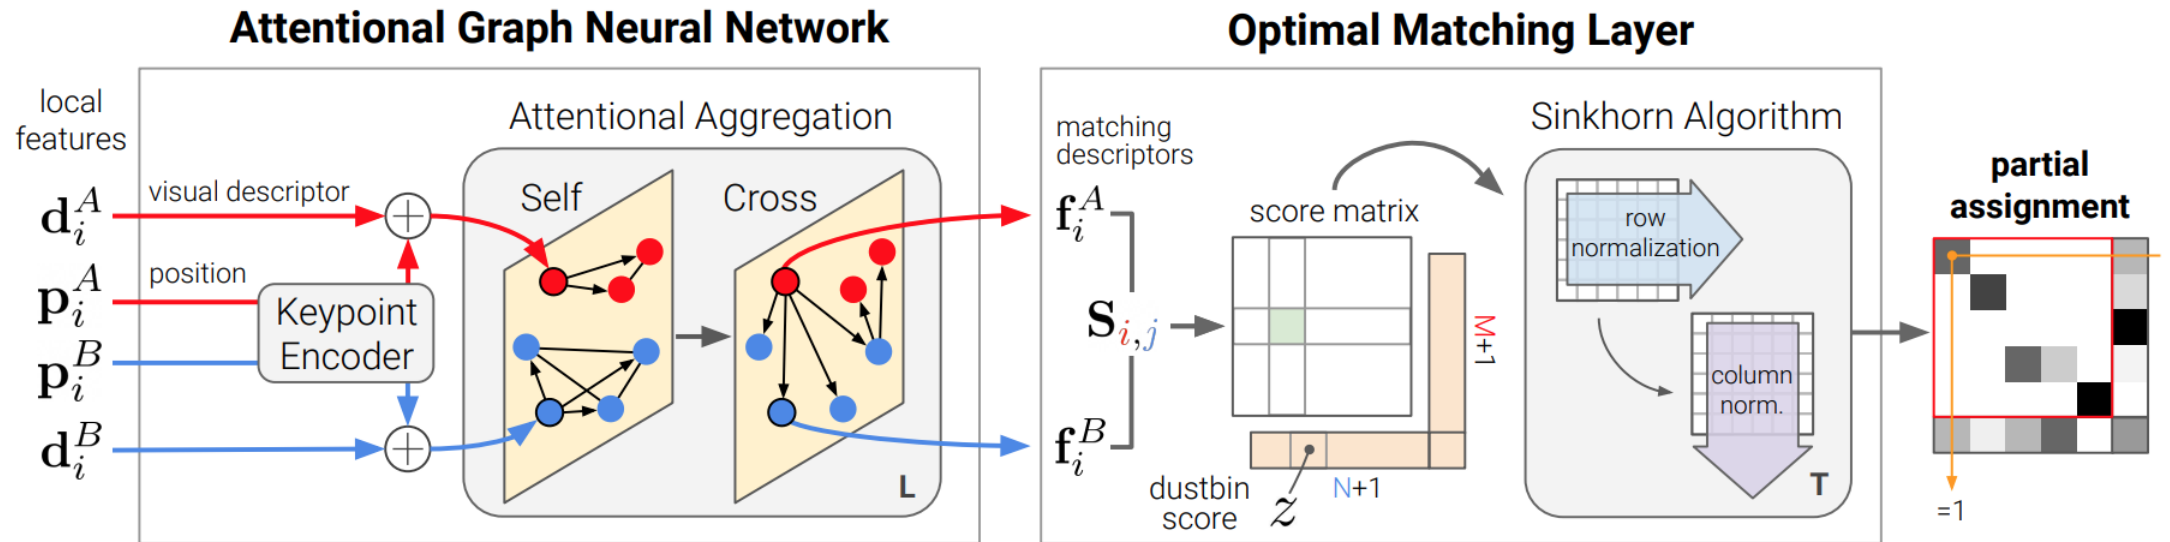 Attentional Graph Neural Network
Optimal Matching Layer
local
features
Attentional Aggregation
Self
Cross
visual descriptor
position
Keypoint
Encoder
d_i^A
p_i^A
p_i^B
d_i^B
L
matching
descriptors
f_i^A
S_{i,j}
f_i^B
score matrix
M+1
N+1
dustbin
score
z
Sinkhorn Algorithm
row
normalization
column
norm.
T
partial
assignment
=1